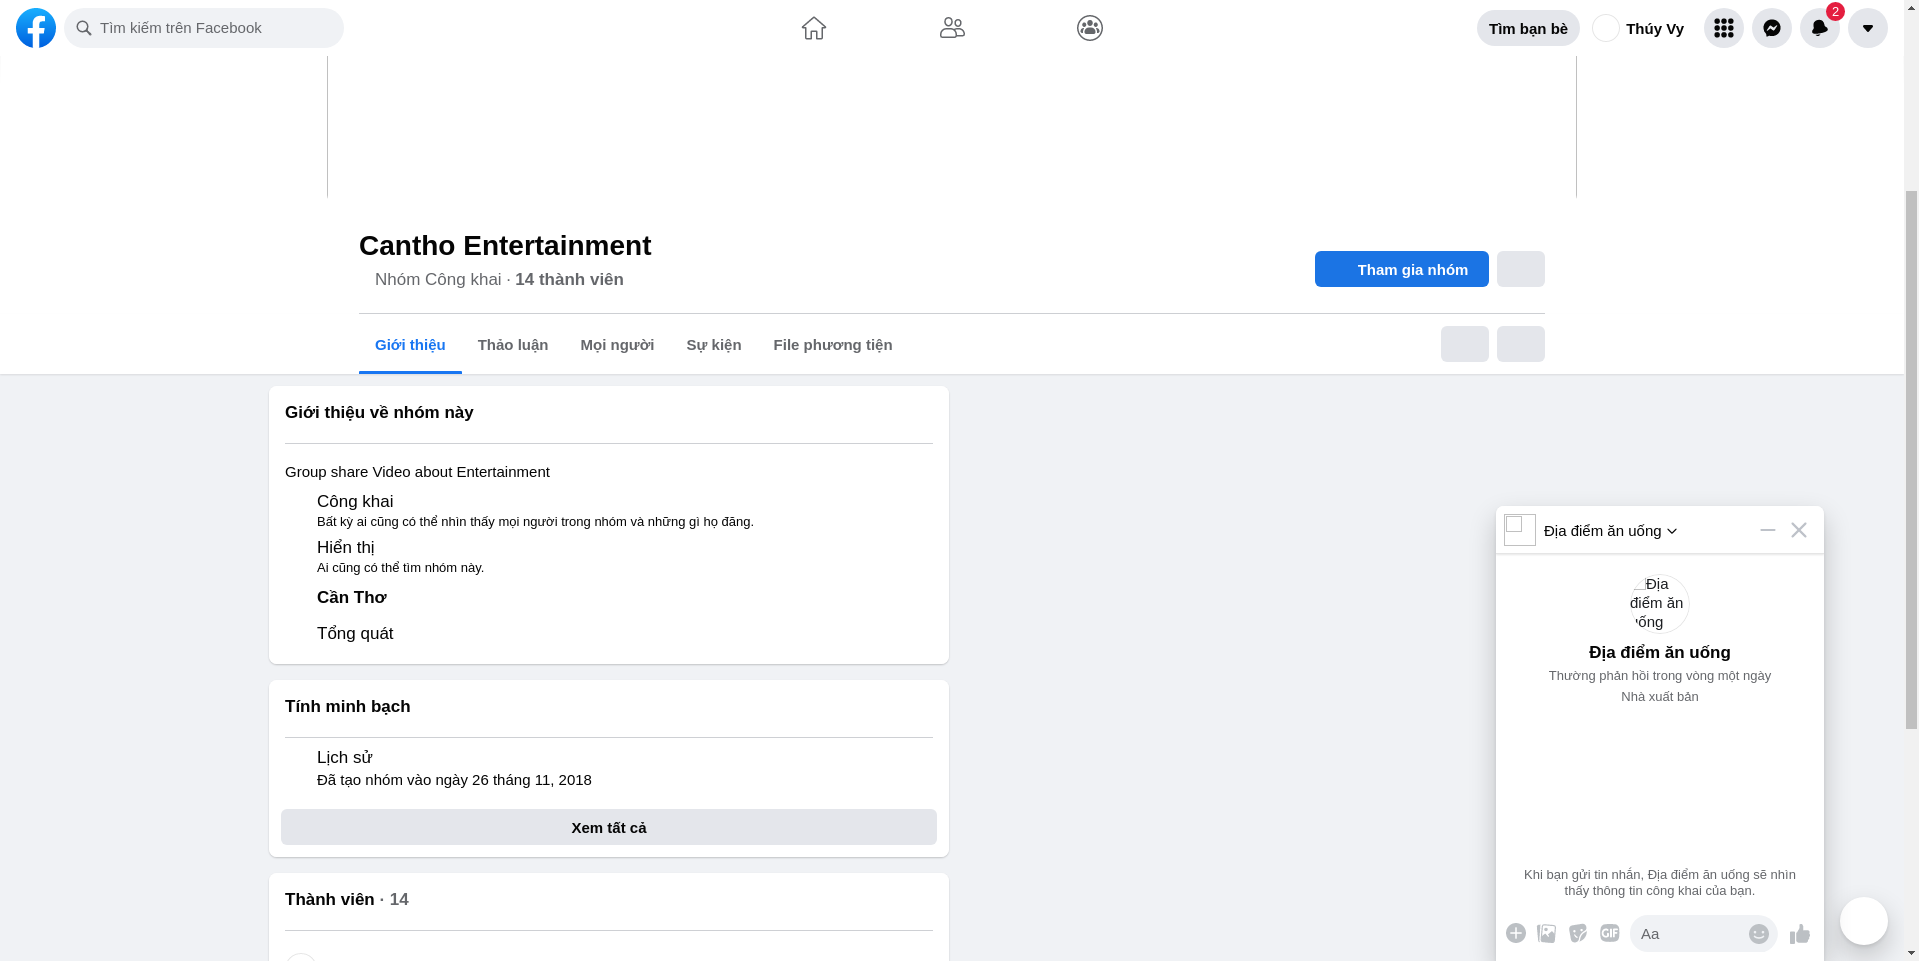 Tìm kiếm trên Facebook
Tìm bạn bè
Thúy Vy
2
Cantho Entertainment
Nhóm Công khai · 14 thành viên
Tham gia nhóm
Giới thiệu
Thảo luận
Mọi người
Sự kiện
File phương tiện
Giới thiệu về nhóm này
Group share Video about Entertainment
Công khai
Bất kỳ ai cũng có thể nhìn thấy mọi người trong nhóm và những gì họ đăng.
Hiển thị
Ai cũng có thể tìm nhóm này.
Cần Thơ
Tổng quát
Tính minh bạch
Lịch sử
Đã tạo nhóm vào ngày 26 tháng 11, 2018
Xem tất cả
Thành viên · 14
Địa điểm ăn uống
Địa
điểm ăn
uống
Địa điểm ăn uống
Thường phản hồi trong vòng một ngày
Nhà xuất bản
Khi bạn gửi tin nhắn, Địa điểm ăn uống sẽ nhìn
thấy thông tin công khai của bạn.
GIF
Aa